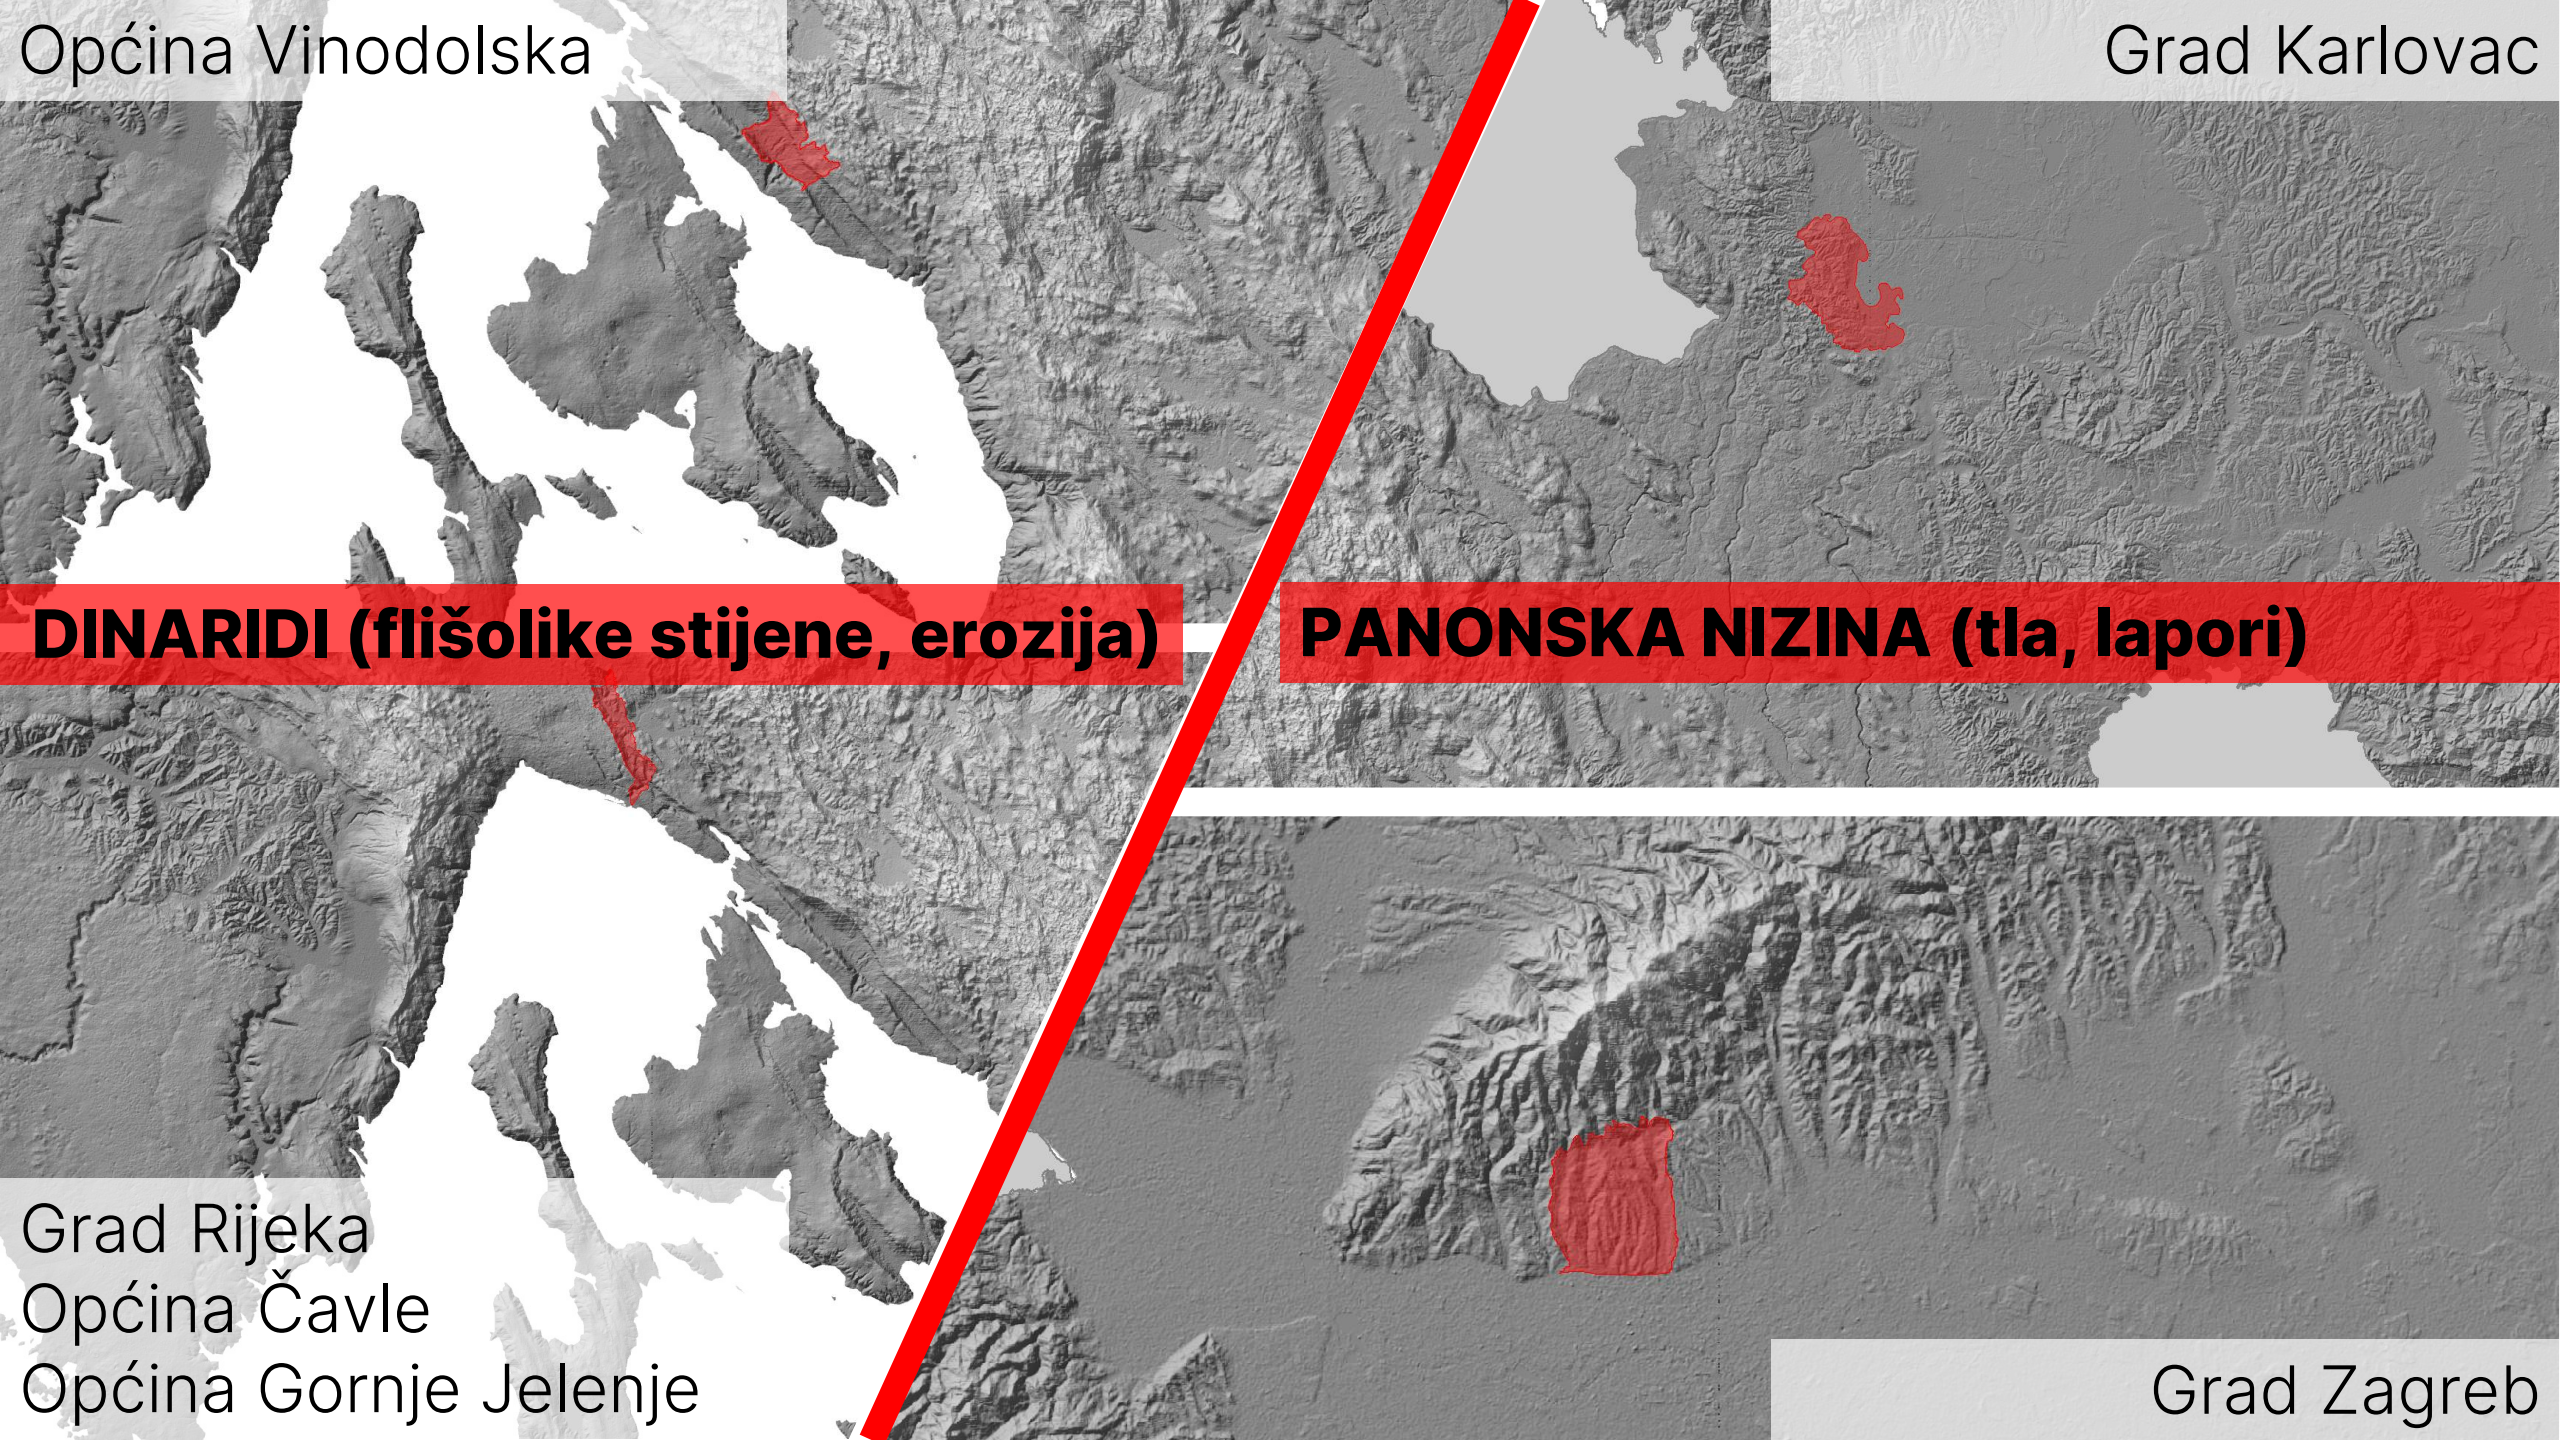 Općina Vinodolska
Grad Karlovac
DINARIDI (flišolike stijene, erozija)
PANONSKA NIZINA (tla, lapori)
Grad Rijeka
Općina Čavle
Općina Gornje Jelenje
Grad Zagreb